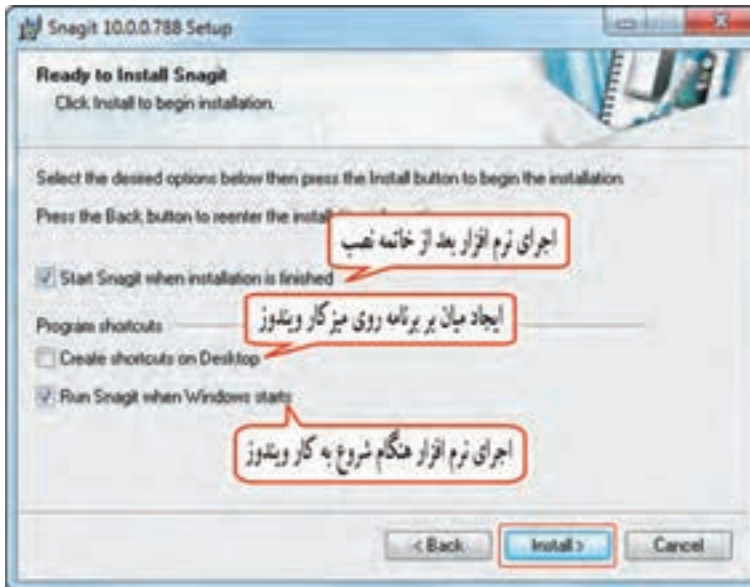 Snagit 10.0.0.788 Setup
Ready to Install Snagit
Click Install to begin installation.
Select the desired options below then press the Install button to begin the installation
Press the Back button to reenter the install
اجرای نرم افزار بعد از خاتمه نصب
Start Snagit when installation is finished
Program shortcuts
ایجاد میان بر برنامه روی میز کار ویندوز
Create shortcuts on Desktop
Run Snagit when Windows starts
اجرای نرم افزار هنگام شروع به کار ویندوز
< Back
Install >
Cancel